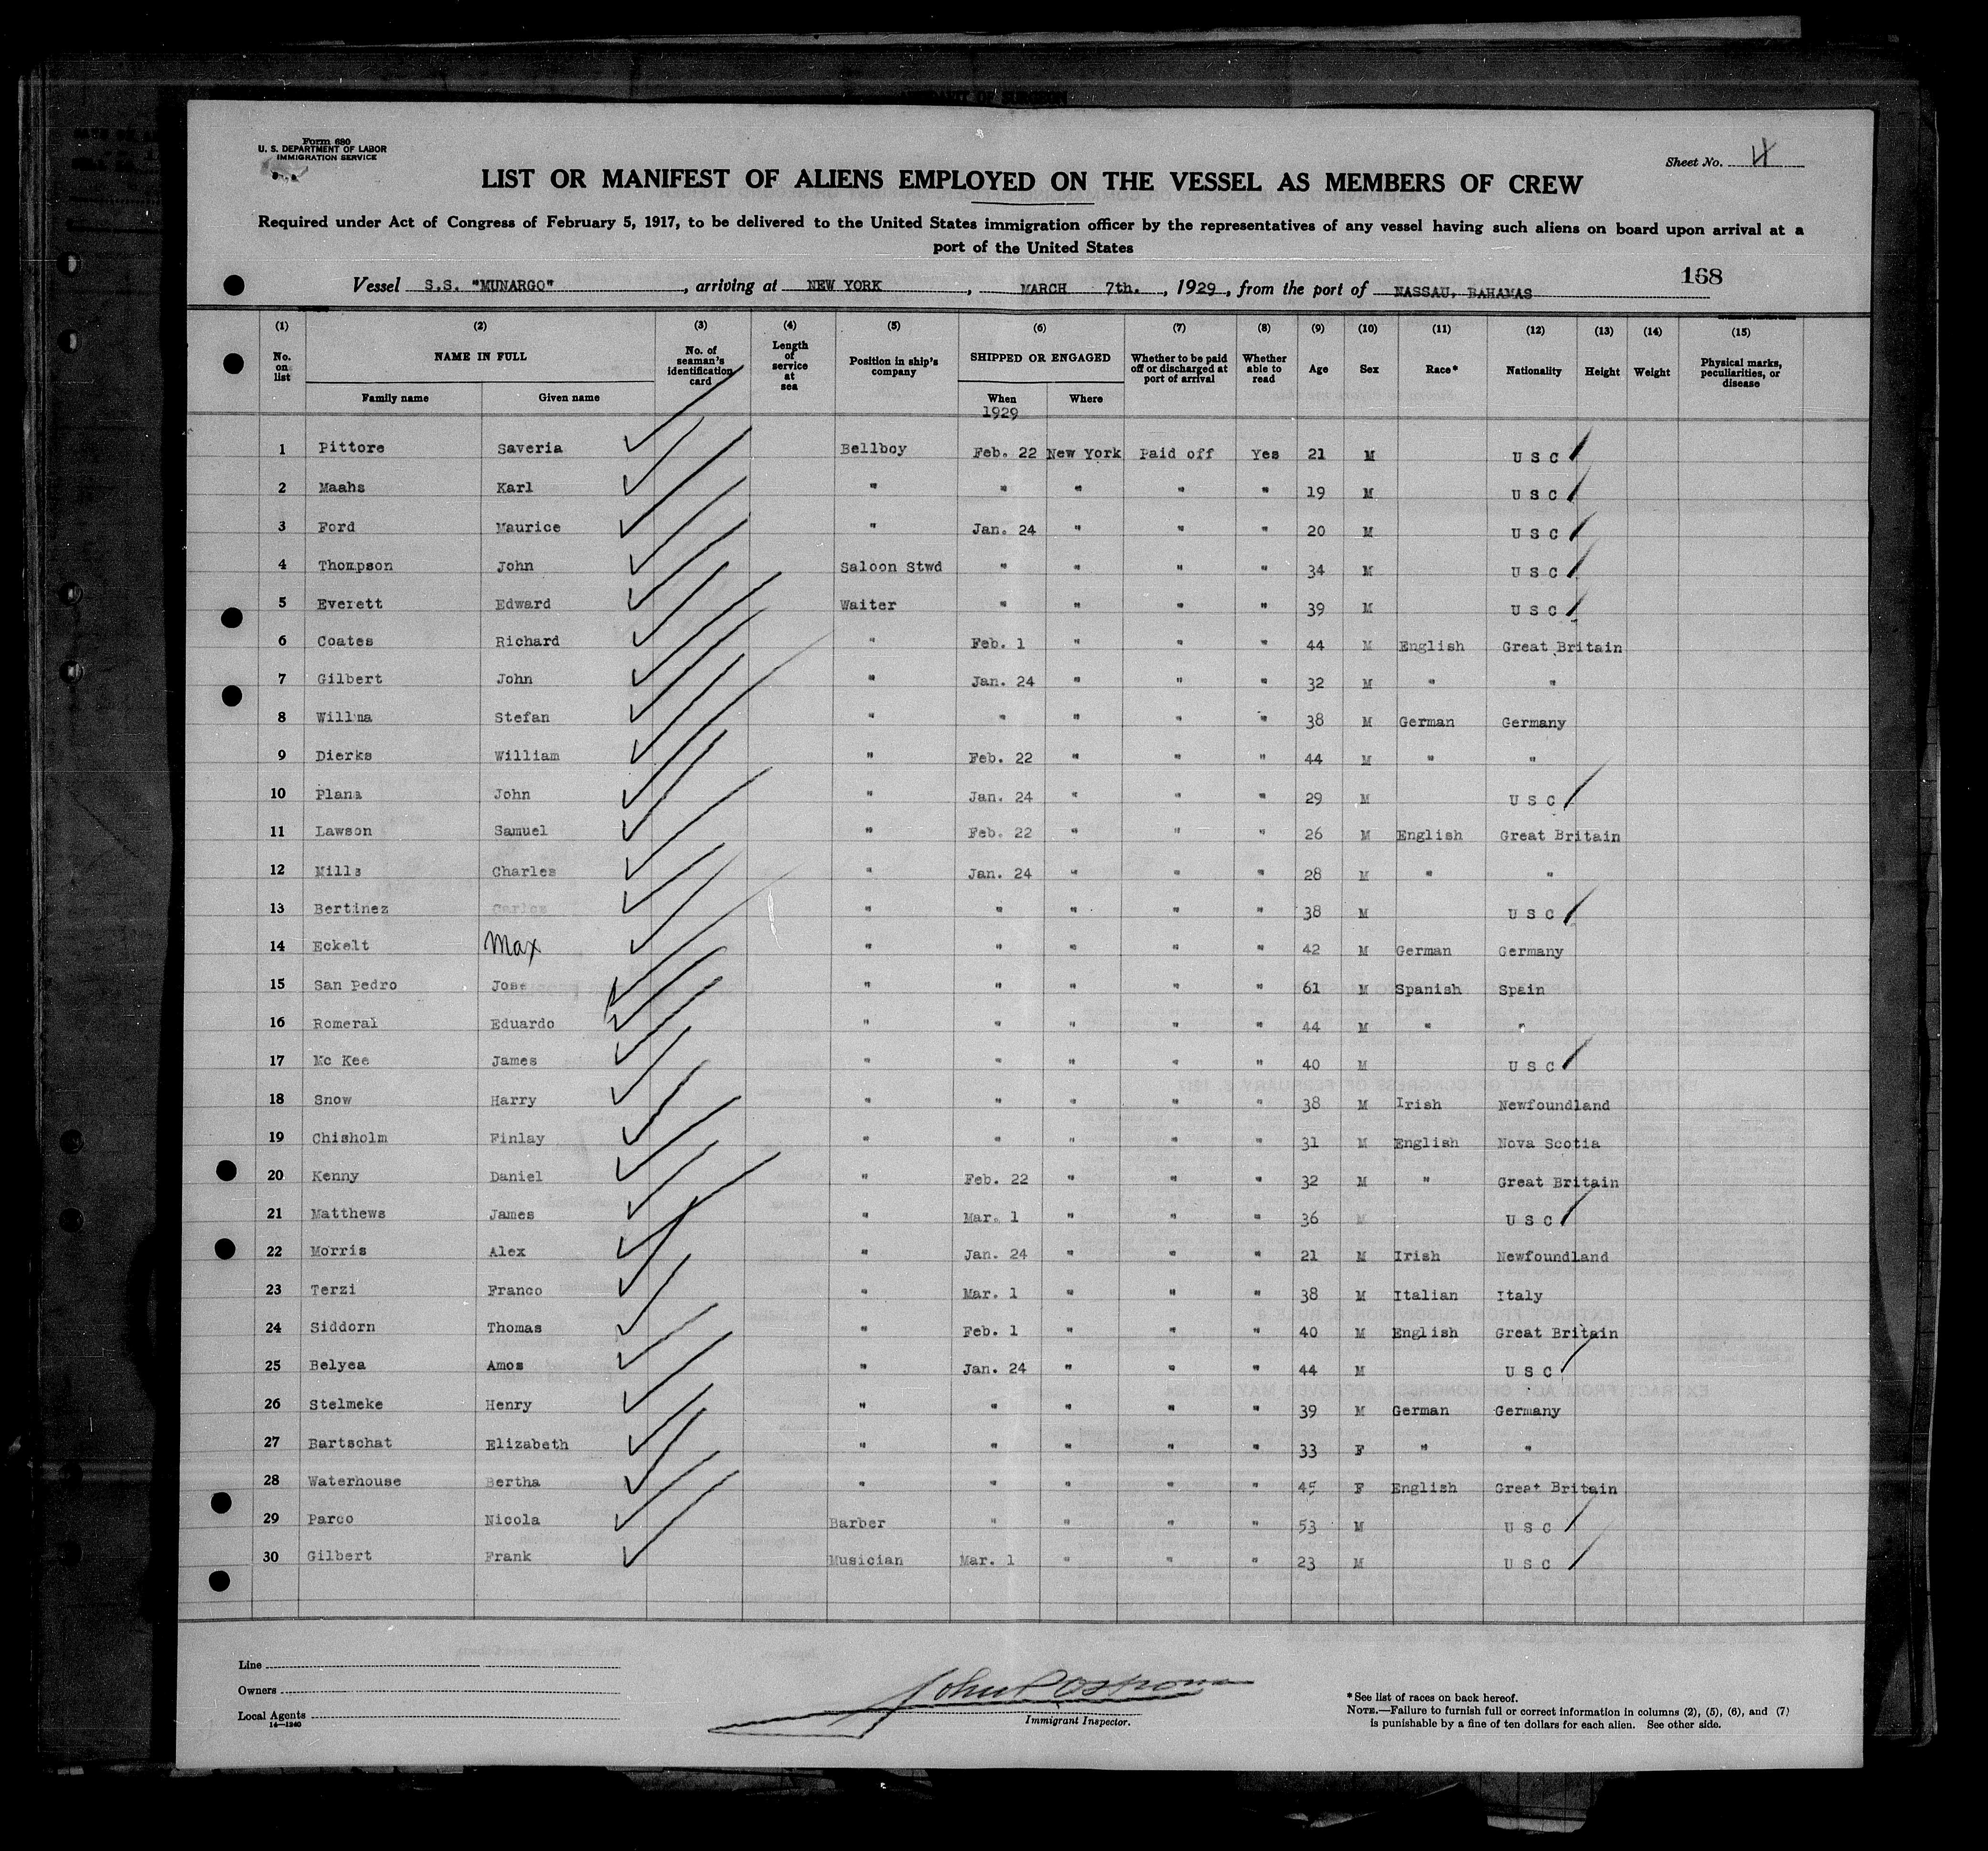 Form 680
U. S. DEPARTMENT OF LABOR
IMMIGRATION SERVICE
Sheet No. 4
LIST OR MANIFEST OF ALIENS EMPLOYED ON THE VESSEL AS MEMBERS OF CREW
Required under Act of Congress of February 5, 1917, to be delivered to the United States immigration officer by the representatives of any vessel having such aliens on board upon arrival at a
port of the United States
168
Vessel S.S. "MUNARGO", arriving at NEW YORK, MARCH 7th., 1929, from the port of NASSAU, BAHAMAS
(1) (2) (3) (4) (5) (6) (7) (8) (9) (10) (11) (12) (13) (14) (15)
No. on list NAME IN FULL No. of seaman's identification card Length of service at sea Position in ship's company SHIPPED OR ENGAGED Whether to be paid off or discharged at port of arrival Whether able to read Age Sex Race* Nationality Height Weight Physical marks, peculiarities, or disease
Family name Given name When Where
1929
1 Pittore Saveria Bellboy Feb. 22 New York Paid off Yes 21 M U S C
2 Maahs Karl " " " " " 19 M U S C
3 Ford Maurice " Jan. 24 " " " 20 M U S C
4 Thompson John Saloon Stwd " " " " 34 M U S C
5 Everett Edward Waiter " " " " 39 M U S C
6 Coates Richard " Feb. 1 " " " 44 M English Great Britain
7 Gilbert John " Jan. 24 " " " 32 M " "
8 Willma Stefan " " " " " 38 M German Germany
9 Dierks William " Feb. 22 " " " 44 M " "
10 Plana John " Jan. 24 " " " 29 M U S C
11 Lawson Samuel " Feb. 22 " " " 26 M English Great Britain
12 Mills Charles " Jan. 24 " " " 28 M " "
13 Bertinez Carlos " " " " " 38 M U S C
14 Eckelt Max " " " " " 42 M German Germany
15 San Pedro Jose " " " " " 61 M Spanish Spain
16 Romeral Eduardo " " " " " 44 M " "
17 Mc Kee James " " " " " 40 M U S C
18 Snow Harry " " " " " 38 M Irish Newfoundland
19 Chisholm Finlay " " " " " 31 M English Nova Scotia
20 Kenny Daniel " Feb. 22 " " " 32 M " Great Britain
21 Matthews James " Mar. 1 " " " 36 M U S C
22 Morris Alex " Jan. 24 " " " 21 M Irish Newfoundland
23 Terzi Franco " Mar. 1 " " " 38 M Italian Italy
24 Siddorn Thomas " Feb. 1 " " " 40 M English Great Britain
25 Belyea Amos " Jan. 24 " " " 44 M U S C
26 Stelmeke Henry " " " " " 39 M German Germany
27 Bartschat Elizabeth " " " " " 33 F " "
28 Waterhouse Bertha " " " " " 45 F English Great Britain
29 Parco Nicola Barber " " " " 53 M U S C
30 Gilbert Frank Musician Mar. 1 " " " 23 M U S C
Line
Owners
Local Agents
14—1240
John
Immigrant Inspector.
* See list of races on back hereof.
NOTE.—Failure to furnish full or correct information in columns (2), (5), (6), and (7)
is punishable by a fine of ten dollars for each alien. See other side.